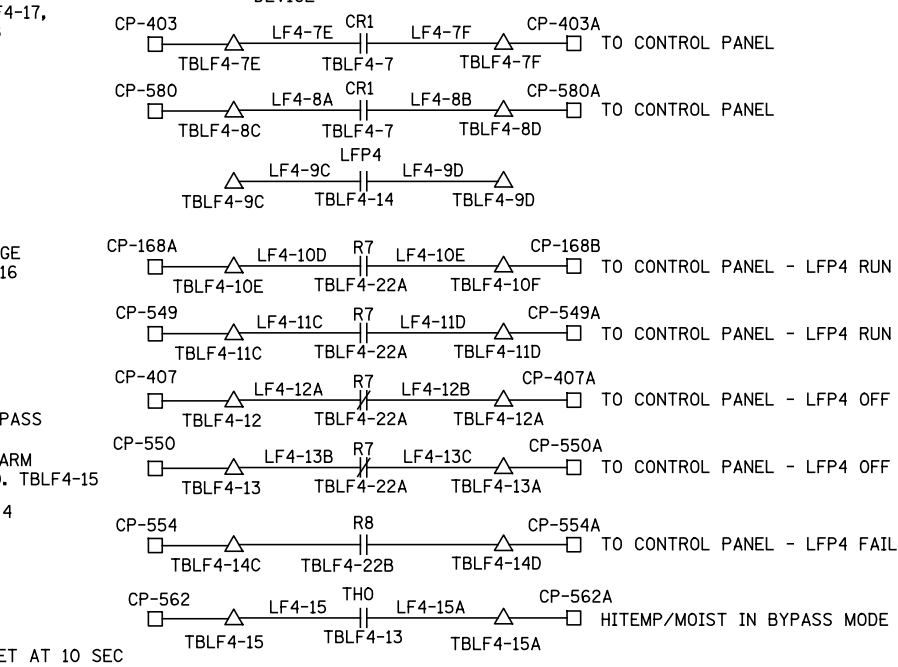 DEVICE
F4-17,
CP-403 LF4-7E CR1 LF4-7F CP-403A
TO CONTROL PANEL
TBLF4-7E TBLF4-7 TBLF4-7F
CP-580 LF4-8A CR1 LF4-8B CP-580A
TO CONTROL PANEL
TBLF4-8C TBLF4-7 TBLF4-8D
LFP4
LF4-9C LF4-9D
TBLF4-9C TBLF4-14 TBLF4-9D
GE
16
CP-168A LF4-10D R7 LF4-10E CP-168B
TO CONTROL PANEL - LFP4 RUN
TBLF4-10E TBLF4-22A TBLF4-10F
CP-549 LF4-11C R7 LF4-11D CP-549A
TO CONTROL PANEL - LFP4 RUN
TBLF4-11C TBLF4-22A TBLF4-11D
CP-407 LF4-12A R7 LF4-12B CP-407A
TO CONTROL PANEL - LFP4 OFF
PASS
TBLF4-12 TBLF4-22A TBLF4-12A
CP-550 LF4-13B R7 LF4-13C CP-550A
ARM
TO CONTROL PANEL - LFP4 OFF
. TBLF4-15
TBLF4-13 TBLF4-22A TBLF4-13A
4
CP-554 R8 CP-554A
TO CONTROL PANEL - LFP4 FAIL
TBLF4-14C TBLF4-22B TBLF4-14D
CP-562 LF4-15 THO LF4-15A CP-562A
HITEMP/MOIST IN BYPASS MODE
TBLF4-15 TBLF4-13 TBLF4-15A
ET AT 10 SEC